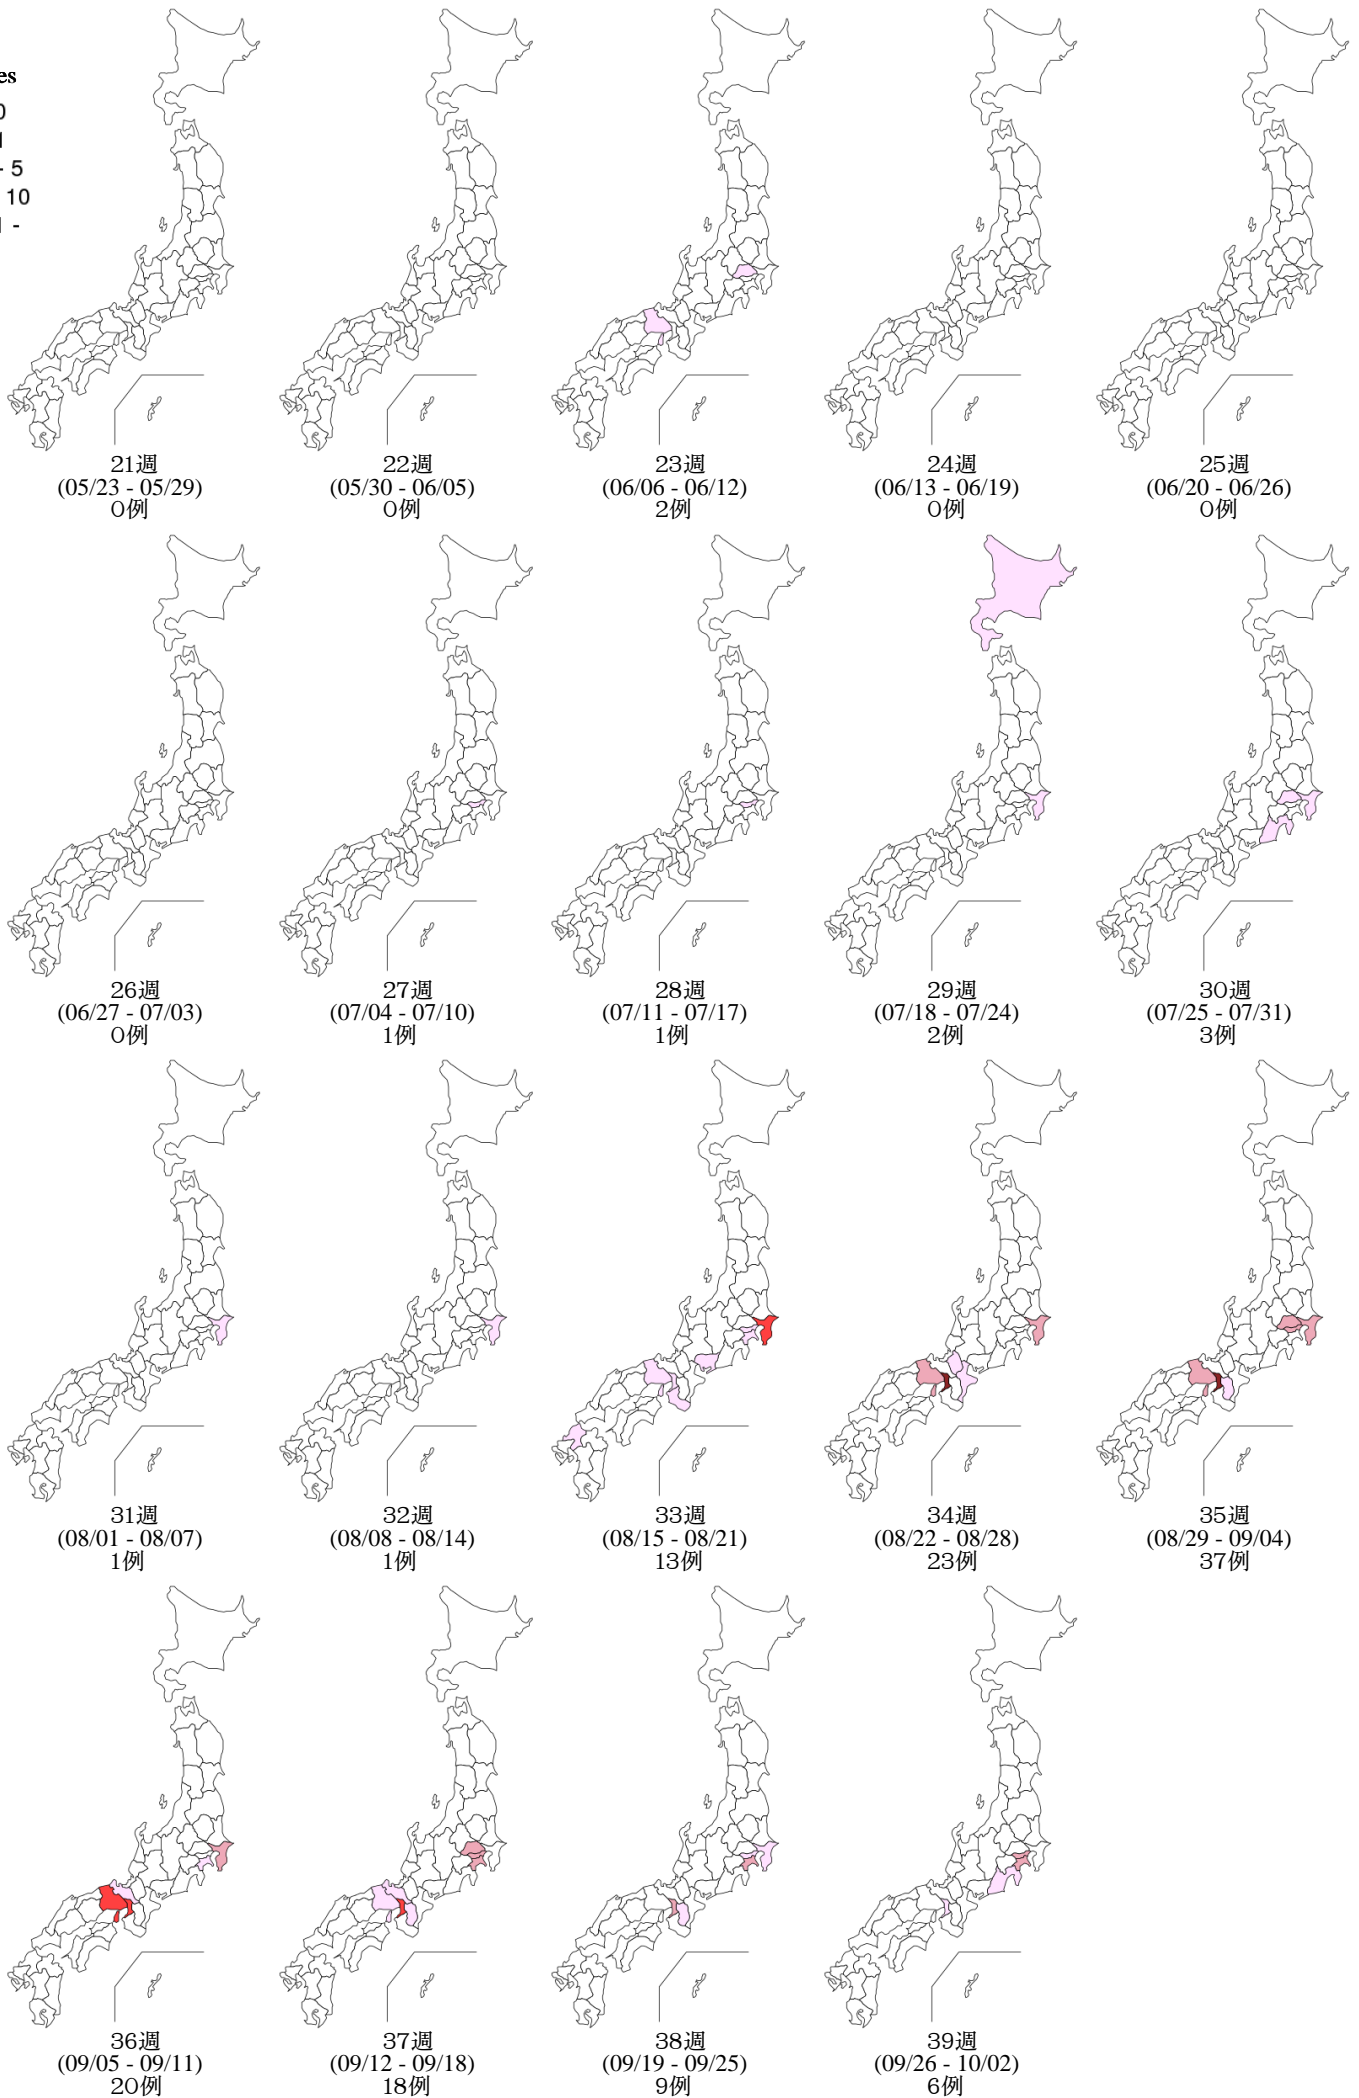 es
0
1
- 5
10
1 -
21週
(05/23 - 05/29)
0例
22週
(05/30 - 06/05)
0例
23週
(06/06 - 06/12)
2例
24週
(06/13 - 06/19)
0例
25週
(06/20 - 06/26)
0例
26週
(06/27 - 07/03)
0例
27週
(07/04 - 07/10)
1例
28週
(07/11 - 07/17)
1例
29週
(07/18 - 07/24)
2例
30週
(07/25 - 07/31)
3例
31週
(08/01 - 08/07)
1例
32週
(08/08 - 08/14)
1例
33週
(08/15 - 08/21)
13例
34週
(08/22 - 08/28)
23例
35週
(08/29 - 09/04)
37例
36週
(09/05 - 09/11)
20例
37週
(09/12 - 09/18)
18例
38週
(09/19 - 09/25)
9例
39週
(09/26 - 10/02)
6例